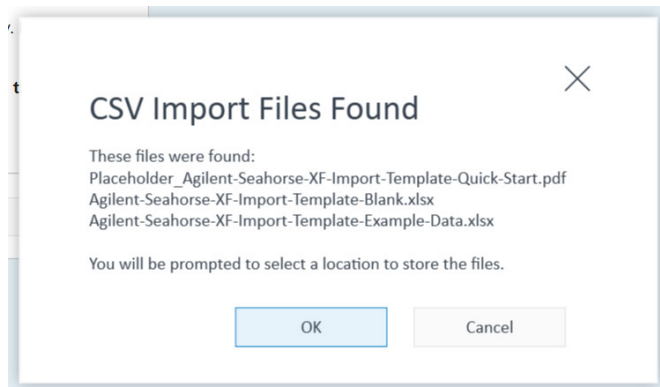 y.
t
CSV Import Files Found
These files were found:
Placeholder_Agilent-Seahorse-XF-Import-Template-Quick-Start.pdf
Agilent-Seahorse-XF-Import-Template-Blank.xlsx
Agilent-Seahorse-XF-Import-Template-Example-Data.xlsx
You will be prompted to select a location to store the files.
OK Cancel